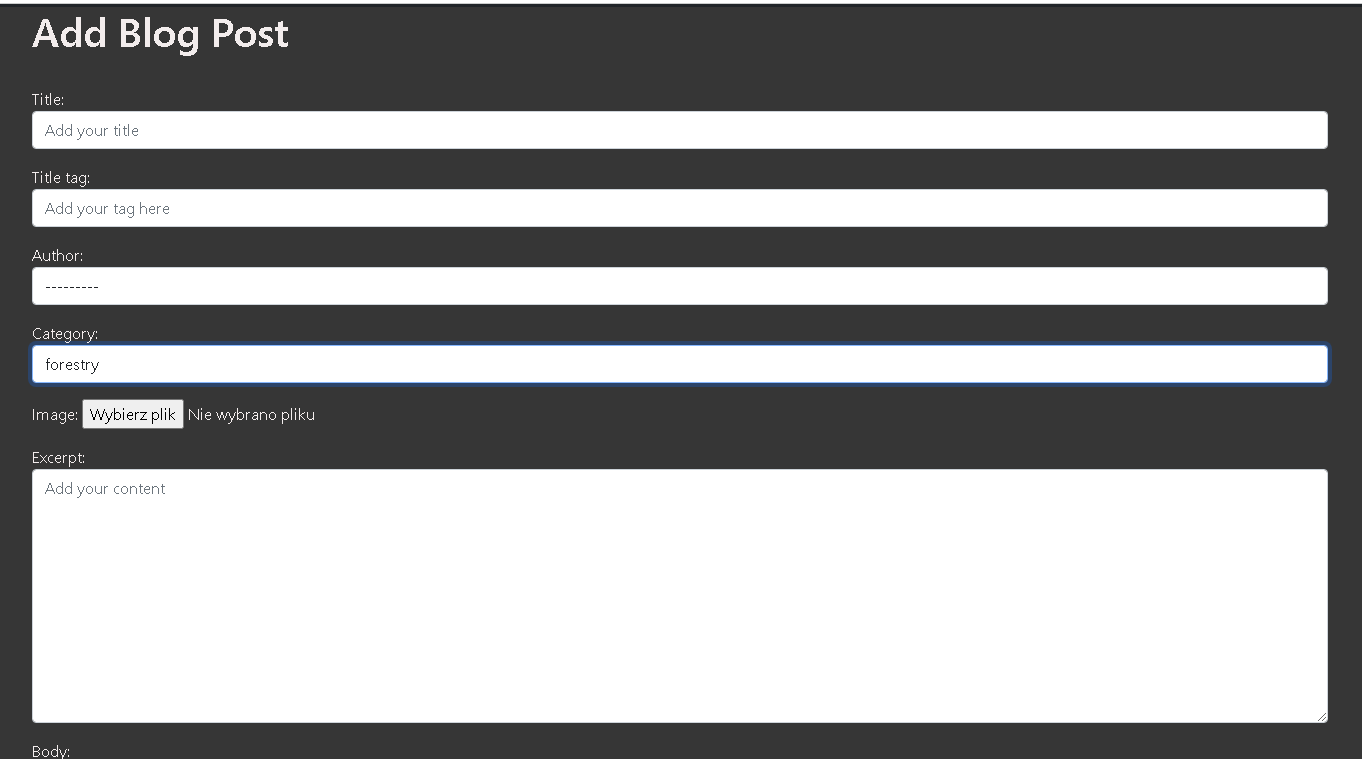 Add Blog Post
Title:
Add your title
Title tag:
Add your tag here
Author:
---------
Category:
forestry
Image: Wybierz plik Nie wybrano pliku
Excerpt:
Add your content
Body: